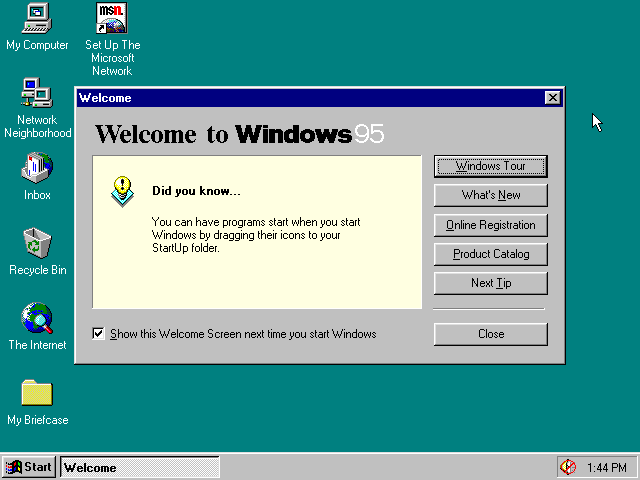 My Computer
msn.
Set Up The
Microsoft
Network
Network
Neighborhood
Inbox
Recycle Bin
The Internet
My Briefcase
Welcome
Welcome to Windows 95
Did you know...
You can have programs start when you start
Windows by dragging their icons to your
StartUp folder.
Windows Tour
What's New
Online Registration
Product Catalog
Next Tip
Show this Welcome Screen next time you start Windows
Close
Start
Welcome
1:44 PM